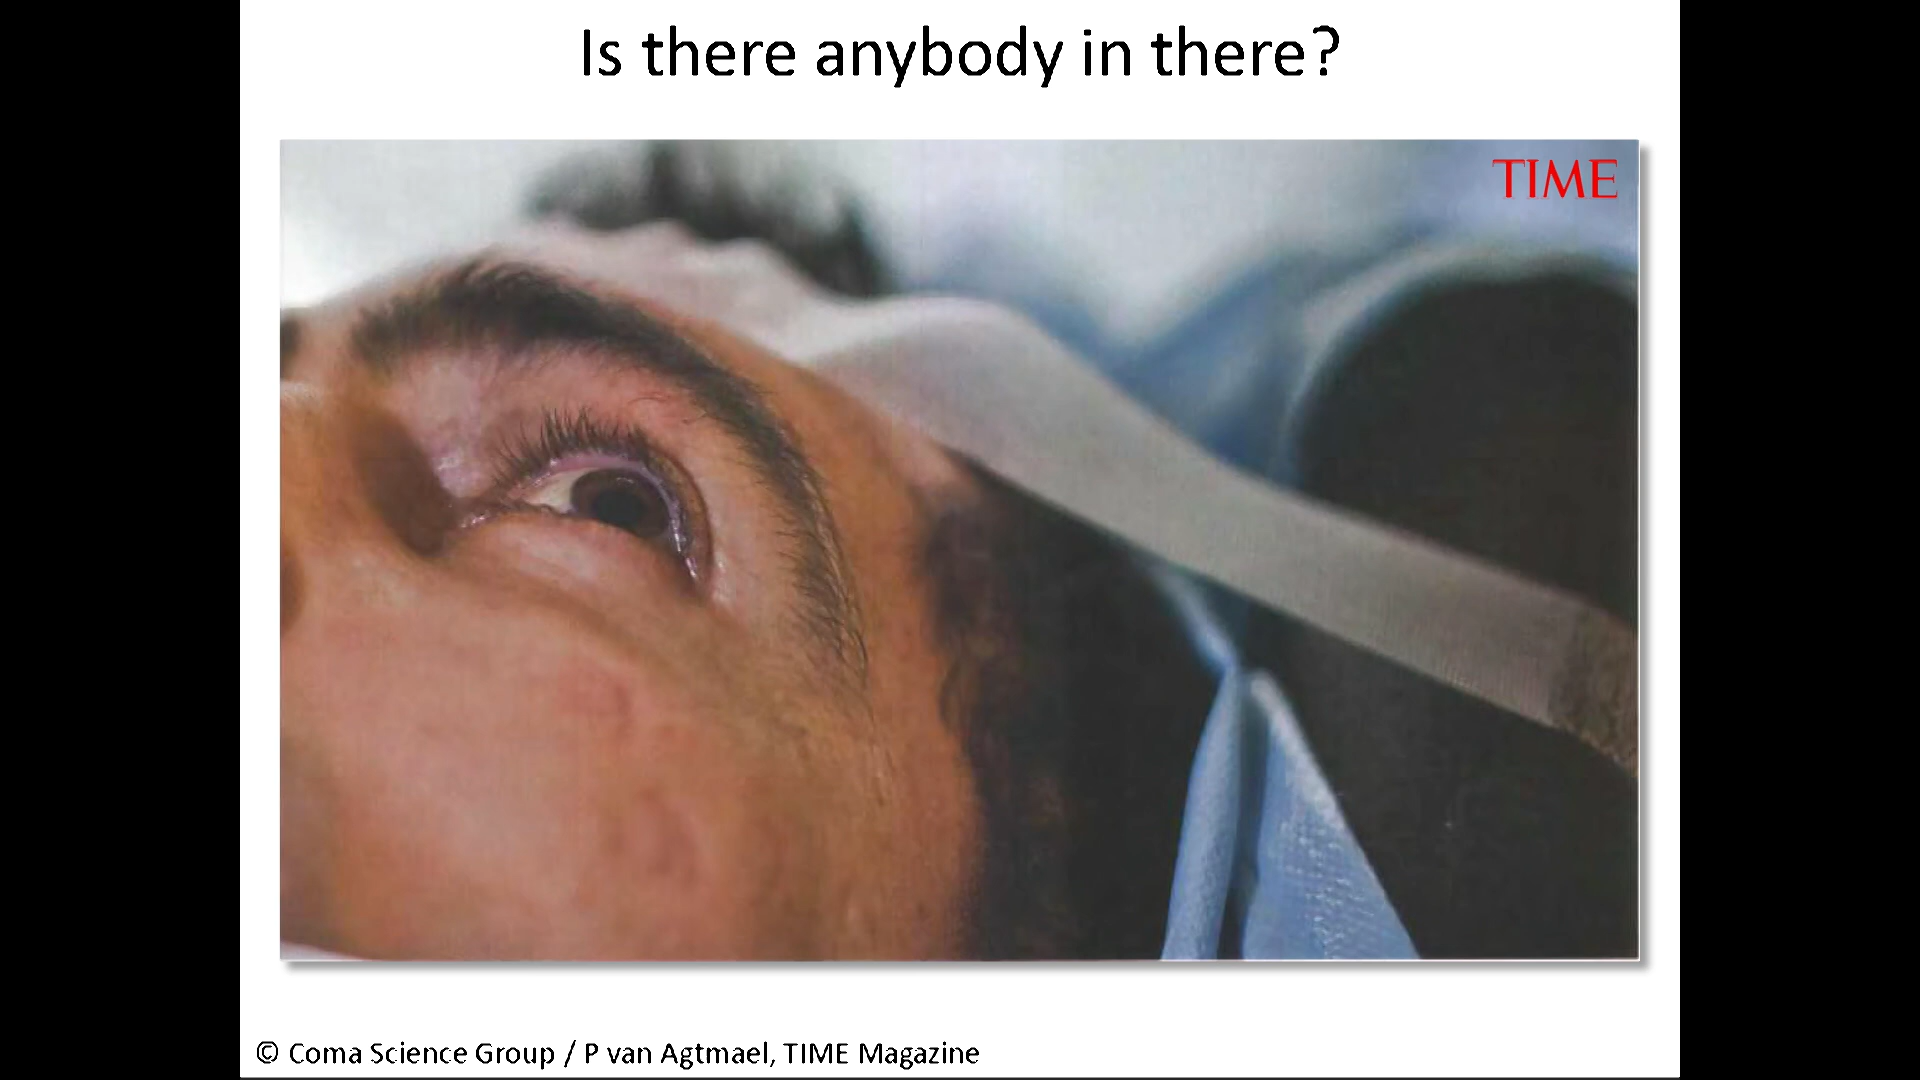 Is there anybody in there?
TIME
© Coma Science Group / P van Agtmael, TIME Magazine